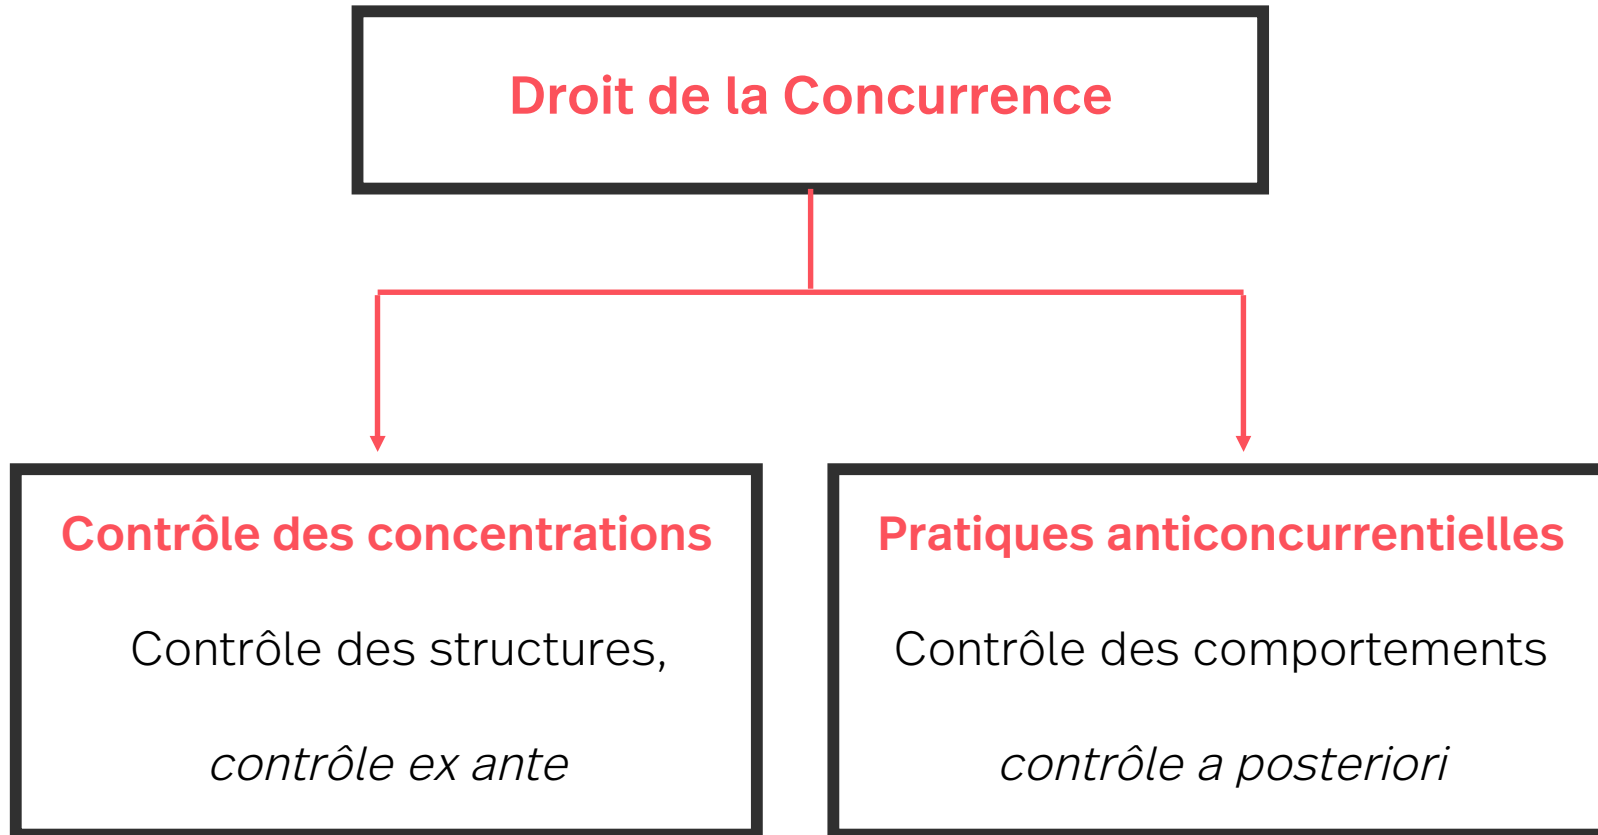 Droit de la Concurrence
Contrôle des concentrations
Contrôle des structures,
contrôle ex ante
Pratiques anticoncurrentielles
Contrôle des comportements
contrôle a posteriori